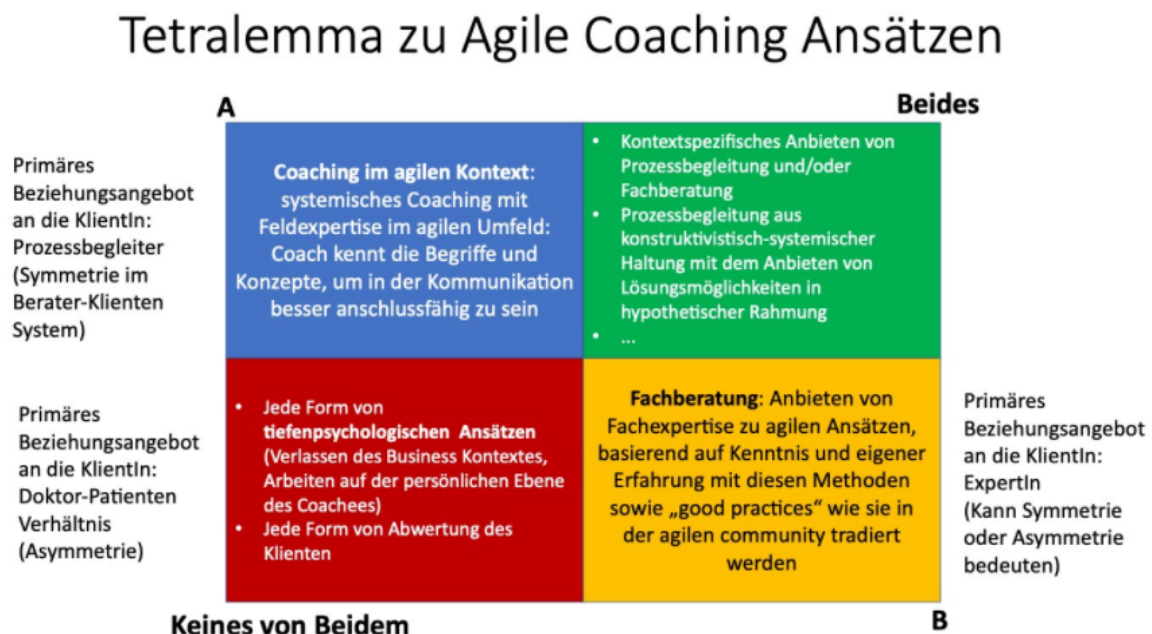 Tetralemma zu Agile Coaching Ansätzen
A
Beides
Primäres
Beziehungsangebot
an die KlientIn:
Prozessbegleiter
(Symmetrie im
Berater-Klienten
System)
Coaching im agilen Kontext:
systemisches Coaching mit
Feldexpertise im agilen Umfeld:
Coach kennt die Begriffe und
Konzepte, um in der Kommunikation
besser anschlussfähig zu sein
• Kontextspezifisches Anbieten von
Prozessbegleitung und/oder
Fachberatung
• Prozessbegleitung aus
konstruktivistisch-systemischer
Haltung mit dem Anbieten von
Lösungsmöglichkeiten in
hypothetischer Rahmung
• ...
Primäres
Beziehungsangebot
an die KlientIn:
Doktor-Patienten
Verhältnis
(Asymmetrie)
• Jede Form von
tiefenpsychologischen Ansätzen
(Verlassen des Business Kontextes,
Arbeiten auf der persönlichen Ebene
des Coachees)
• Jede Form von Abwertung des
Klienten
Fachberatung: Anbieten von
Fachexpertise zu agilen Ansätzen,
basierend auf Kenntnis und eigener
Erfahrung mit diesen Methoden
sowie „good practices“ wie sie in
der agilen community tradiert
werden
Primäres
Beziehungsangebot
an die KlientIn:
ExpertIn
(Kann Symmetrie
oder Asymmetrie
bedeuten)
Keines von Beidem
B